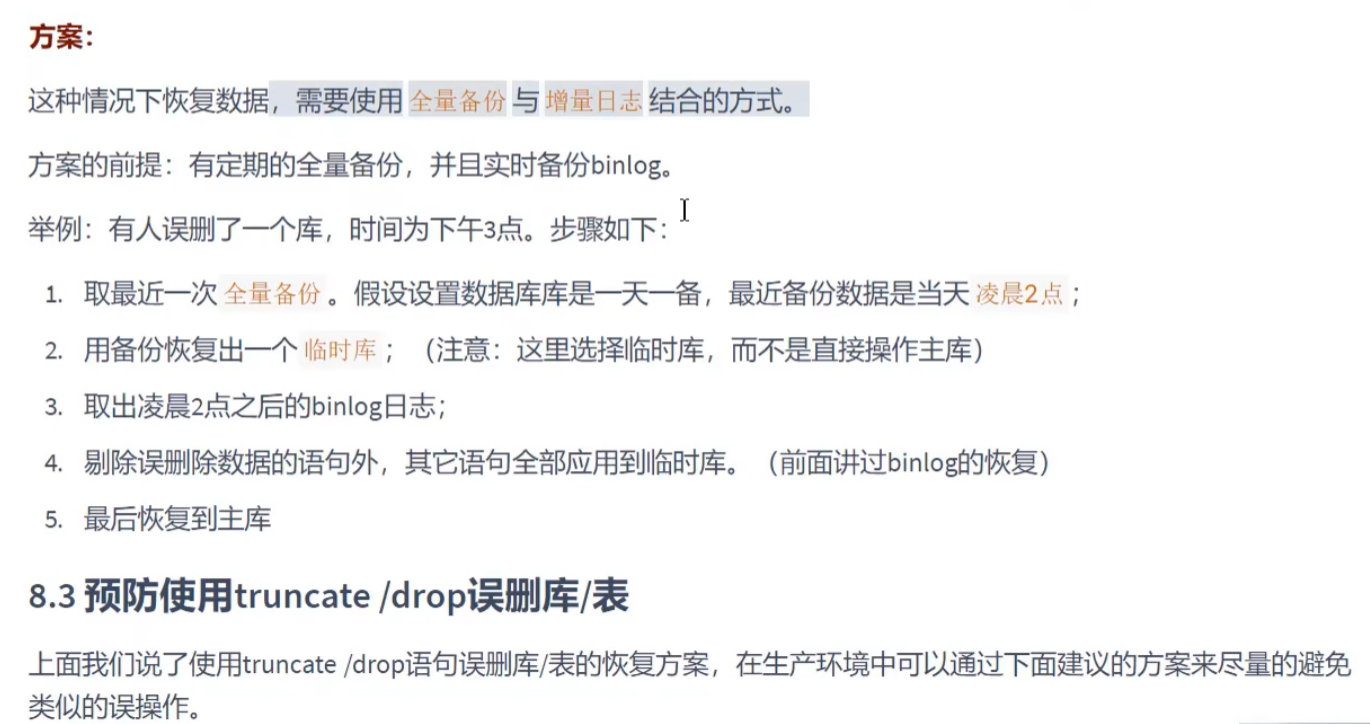 方案：
这种情况下恢复数据，需要使用 全量备份 与 增量日志 结合的方式。
方案的前提：有定期的全量备份，并且实时备份binlog。
举例：有人误删了一个库，时间为下午3点。步骤如下：
1. 取最近一次 全量备份 。假设设置数据库库是一天一备，最近备份数据是当天 凌晨2点 ；
2. 用备份恢复出一个 临时库 ；（注意：这里选择临时库，而不是直接操作主库）
3. 取出凌晨2点之后的binlog日志；
4. 剔除误删除数据的语句外，其它语句全部应用到临时库。（前面讲过binlog的恢复）
5. 最后恢复到主库
8.3 预防使用truncate /drop误删库/表
上面我们说了使用truncate /drop语句误删库/表的恢复方案，在生产环境中可以通过下面建议的方案来尽量的避免
类似的误操作。